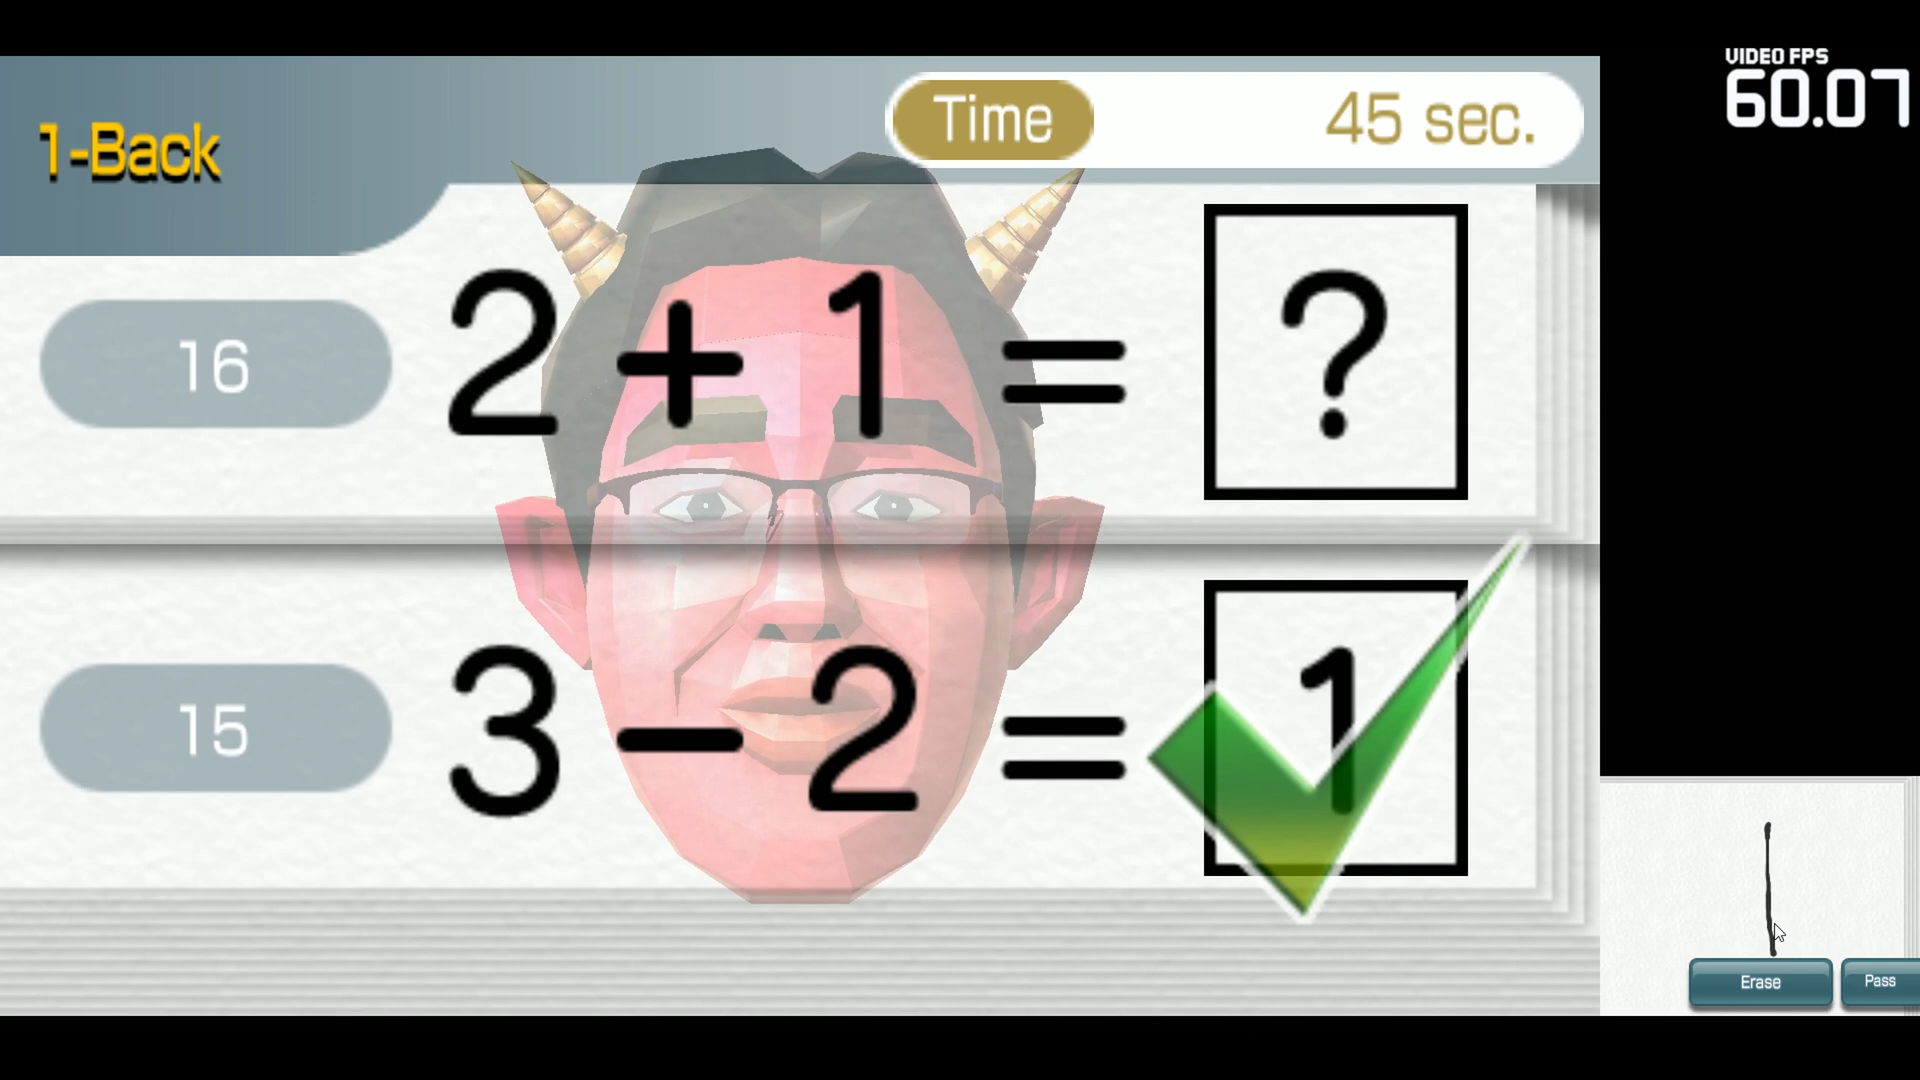 VIDEO FPS
60.07
1-Back
Time 45 sec.
16 2 + 1 = ?
15 3 − 2 = 1
Erase Pass